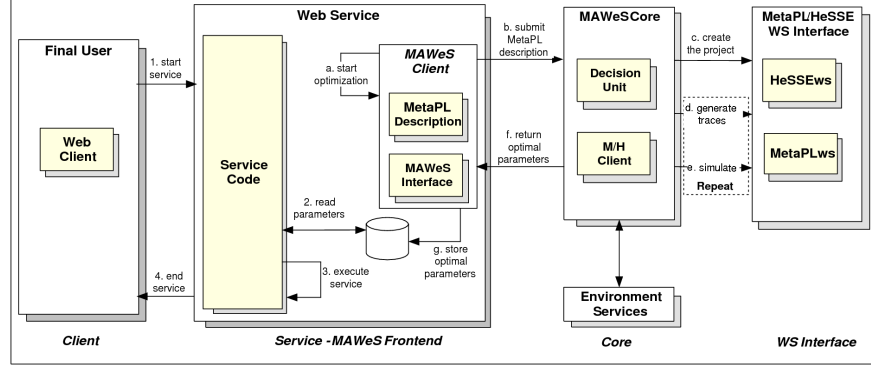 Final User
Web
Client
Client
1. start
service
4. end
service
Web Service
Service
Code
a. start
optimization
MAWeS
Client
MetaPL
Description
MAWeS
Interface
2. read
parameters
3. execute
service
g. store
optimal
parameters
Service -MAWeS Frontend
b. submit
MetaPL
description
f. return
optimal
parameters
MAWeSCore
Decision
Unit
M/H
Client
Environment
Services
Core
c. create
the project
d. generate
traces
e. simulate
Repeat
MetaPL/HeSSE
WS Interface
HeSSEws
MetaPLws
WS Interface